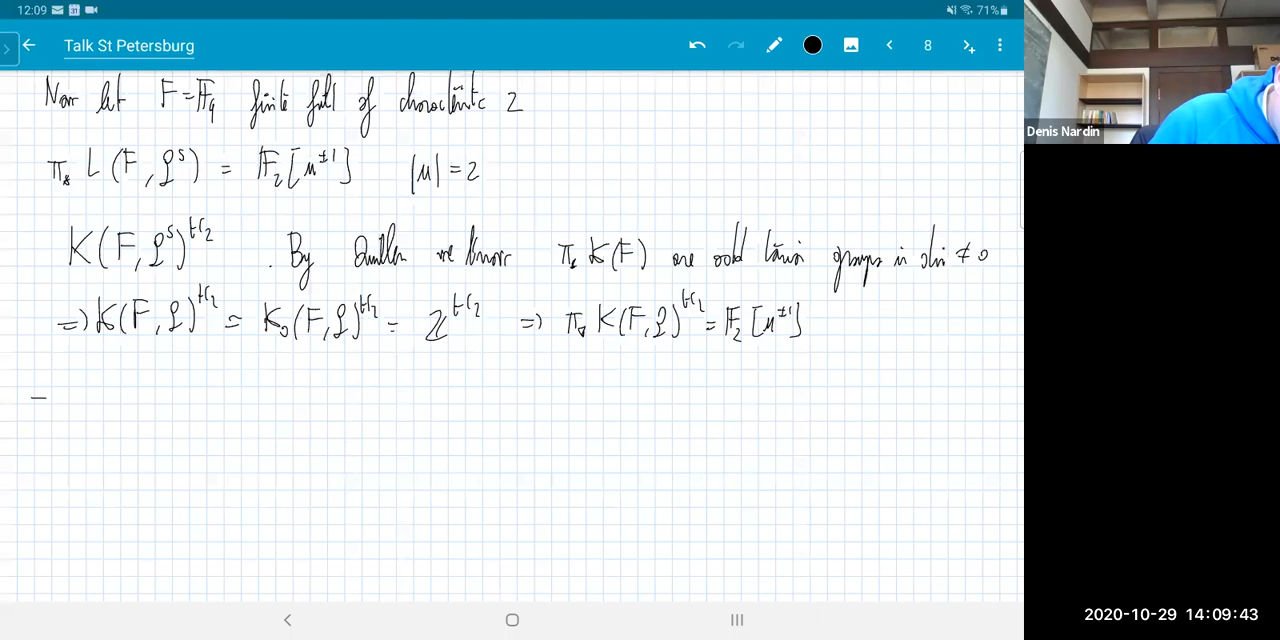 12:09 71%
Talk St Petersburg 8
Now let F = 𝔽_q finite field of characteristic 2
π_* L(F, Ϙ^s) = 𝔽_2[u^{±1}] |u| = 2
K(F, Ϙ^s)^{tC_2}. By Quillen we know π_* K(F) are odd torsion groups in dim ≠ 0
⇒ K(F, Ϙ)^{tC_2} = K_0(F, Ϙ)^{tC_2} = ℤ^{tC_2} ⇒ π_* K(F, Ϙ)^{tC_2} = 𝔽_2[u^{±1}]
Denis Nardin
2020-10-29 14:09:43